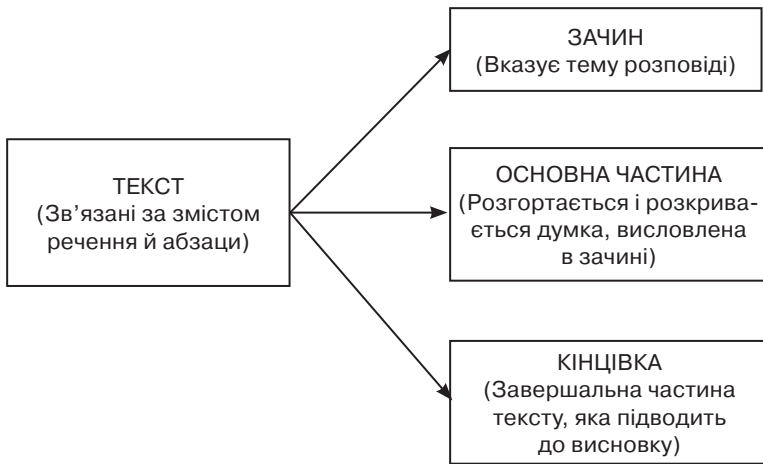 ЗАЧИН
(Вказує тему розповіді)
ТЕКСТ
(Зв’язані за змістом
речення й абзаци)
ОСНОВНА ЧАСТИНА
(Розгортається і розкрива-
ється думка, висловлена
в зачині)
КІНЦІВКА
(Завершальна частина
тексту, яка підводить
до висновку)